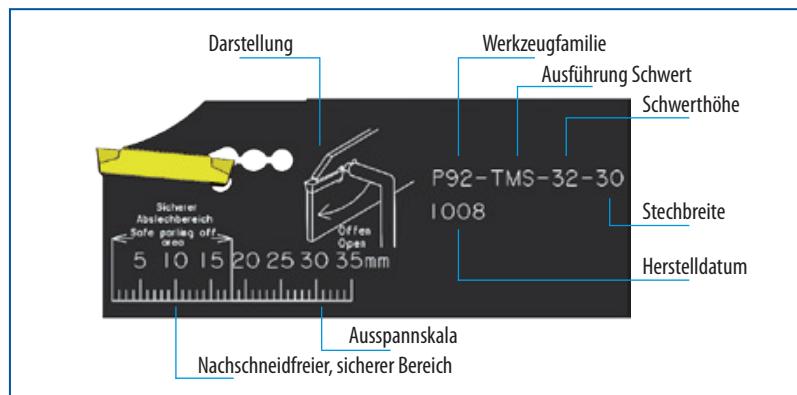 Darstellung
Werkzeugfamilie
Ausführung Schwert
Schwerthöhe
P92-TMS-32-30
1008
Stechbreite
Herstelldatum
Sicherer
Abstechbereich
Safe parting off
area
Offen
Open
5 10 15 20 25 30 35mm
Ausspannskala
Nachschneidfreier, sicherer Bereich